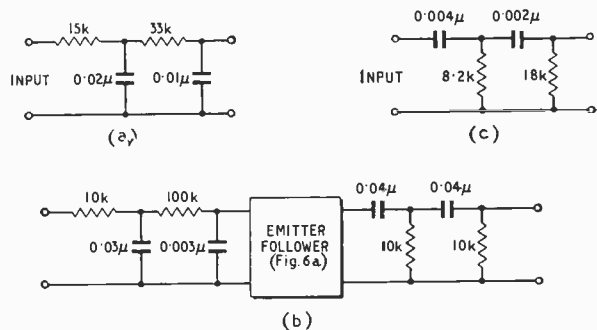 15k 33k
INPUT 0·02μ 0·01μ
(a)
0·004μ 0·002μ
INPUT 8·2k 18k
(c)
10k 100k 0·04μ 0·04μ
0·03μ 0·003μ
EMITTER
FOLLOWER
(Fig. 6a)
10k 10k
(b)